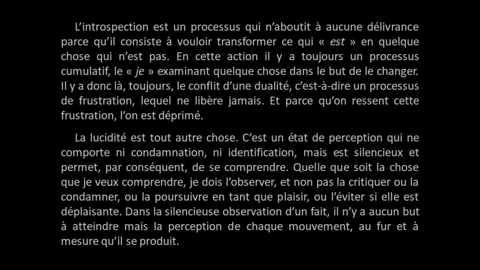 L’introspection est un processus qui n’aboutit à aucune délivrance
parce qu’il consiste à vouloir transformer ce qui « est » en quelque
chose qui n’est pas. En cette action il y a toujours un processus
cumulatif, le « je » examinant quelque chose dans le but de le changer.
Il y a donc là, toujours, le conflit d’une dualité, c’est-à-dire un processus
de frustration, lequel ne libère jamais. Et parce qu’on ressent cette
frustration, l’on est déprimé.
La lucidité est tout autre chose. C’est un état de perception qui ne
comporte ni condamnation, ni identification, mais est silencieux et
permet, par conséquent, de se comprendre. Quelle que soit la chose
que je veux comprendre, je dois l’observer, et non pas la critiquer ou la
condamner, ou la poursuivre en tant que plaisir, ou l’éviter si elle est
déplaisante. Dans la silencieuse observation d’un fait, il n’y a aucun but
à atteindre mais la perception de chaque mouvement, au fur et à
mesure qu’il se produit.